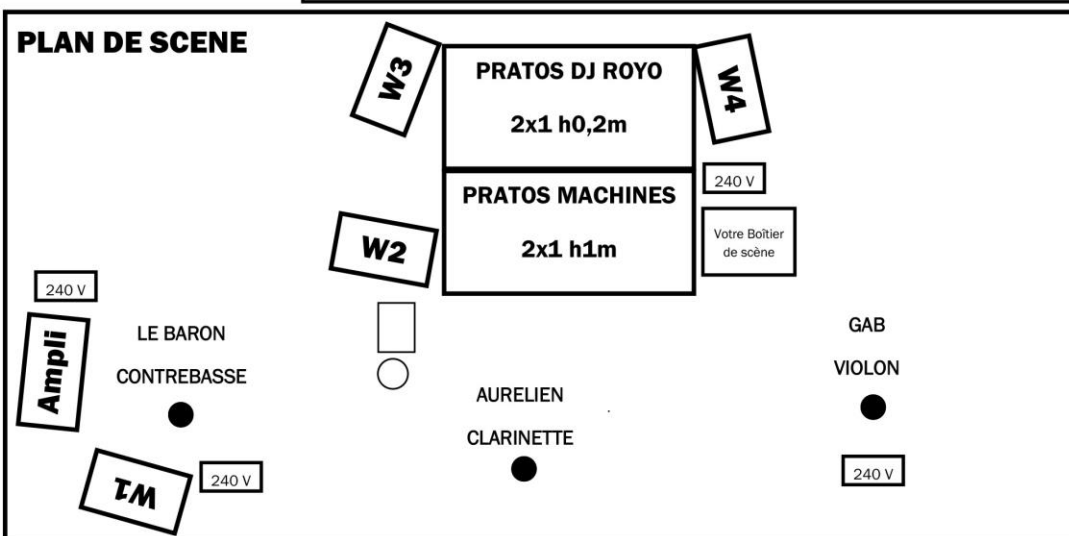 PLAN DE SCENE
W3
PRATOS DJ ROYO
2x1 h0,2m
W4
240 V
PRATOS MACHINES
2x1 h1m
Votre Boîtier
de scène
W2
240 V
Ampli
LE BARON
CONTREBASSE
AURELIEN
CLARINETTE
GAB
VIOLON
W1
240 V
240 V